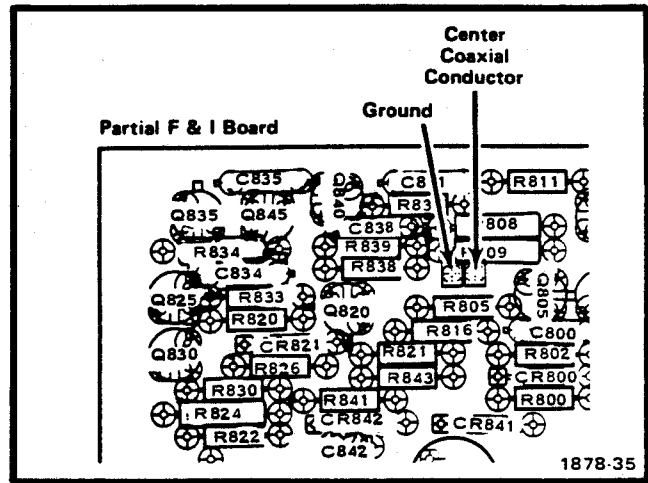 Center
Coaxial
Conductor
Ground
Partial F & I Board
C835
R811
Q840
Q835
Q845
C838
R834
R839
C834
R838
Q825
R833
Q820
R805
Q805
R820
R816
C800
Q830
CR821
R821
R802
R826
R843
CR800
R830
R841
R800
R824
CR842
CR841
R822
C842
1878-35